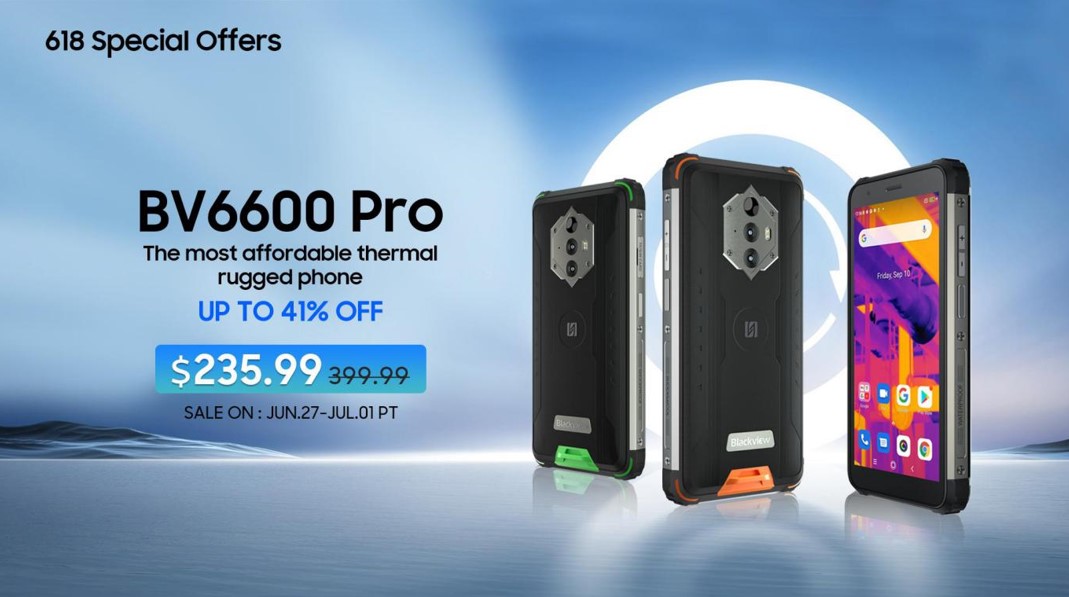 618 Special Offers
BV6600 Pro
The most affordable thermal
rugged phone
UP TO 41% OFF
$235.99 399.99
SALE ON : JUN.27-JUL.01 PT
Blackview
Blackview
Friday, Sep 10
WATERPROOF